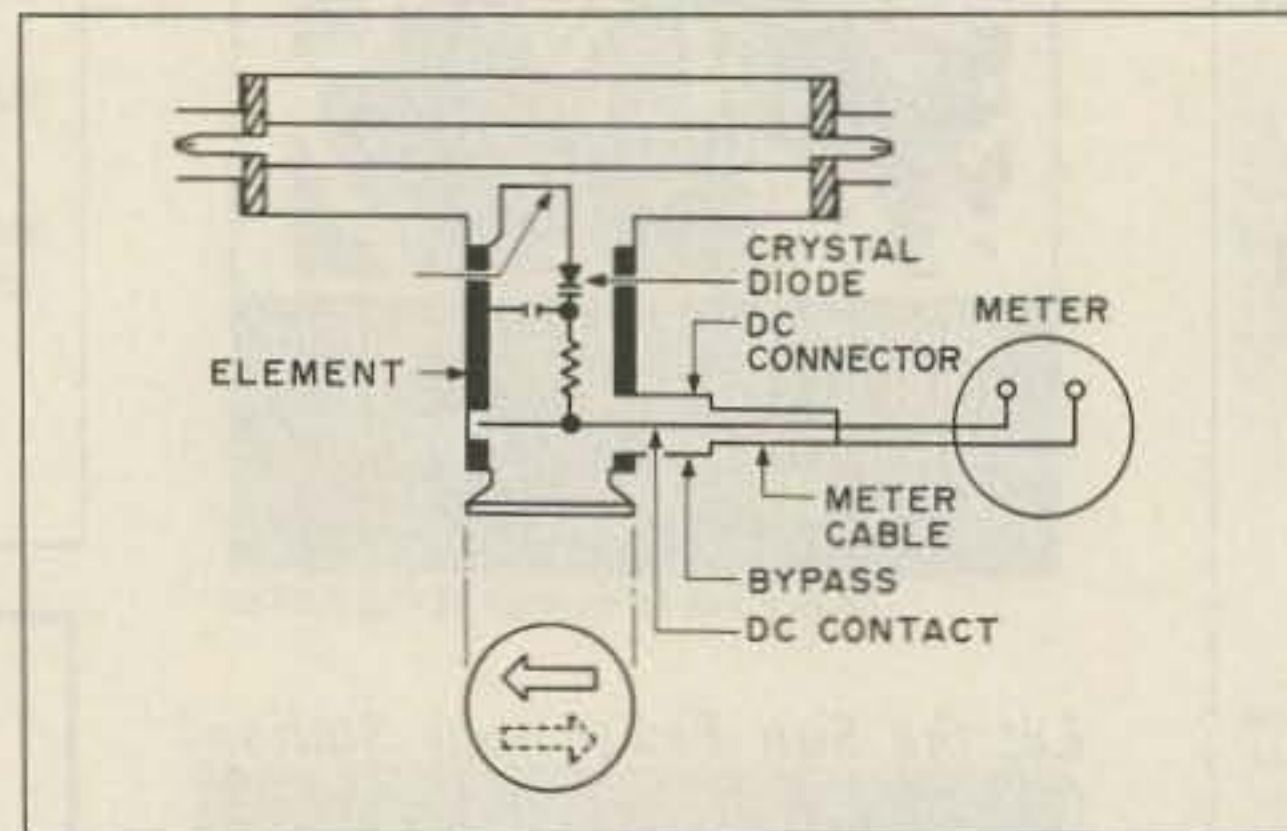 CRYSTAL
DIODE
DC
CONNECTOR
METER
ELEMENT
METER
CABLE
BYPASS
DC CONTACT